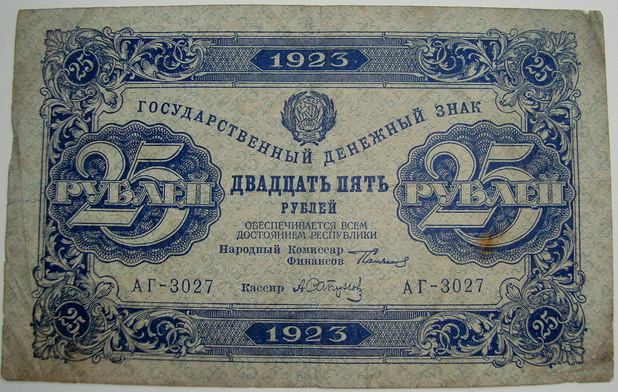 25 1923 25
ГОСУДАРСТВЕННЫЙ ДЕНЕЖНЫЙ ЗНАК
25 РУБЛЕЙ
ДВАДЦАТЬ ПЯТЬ
РУБЛЕЙ
25 РУБЛЕЙ
ОБЕСПЕЧИВАЕТСЯ ВСЕМ
ДОСТОЯНИЕМ РЕСПУБЛИКИ
Народный Комиссар
Финансов
АГ-3027 Кассир АГ-3027
25 1923 25